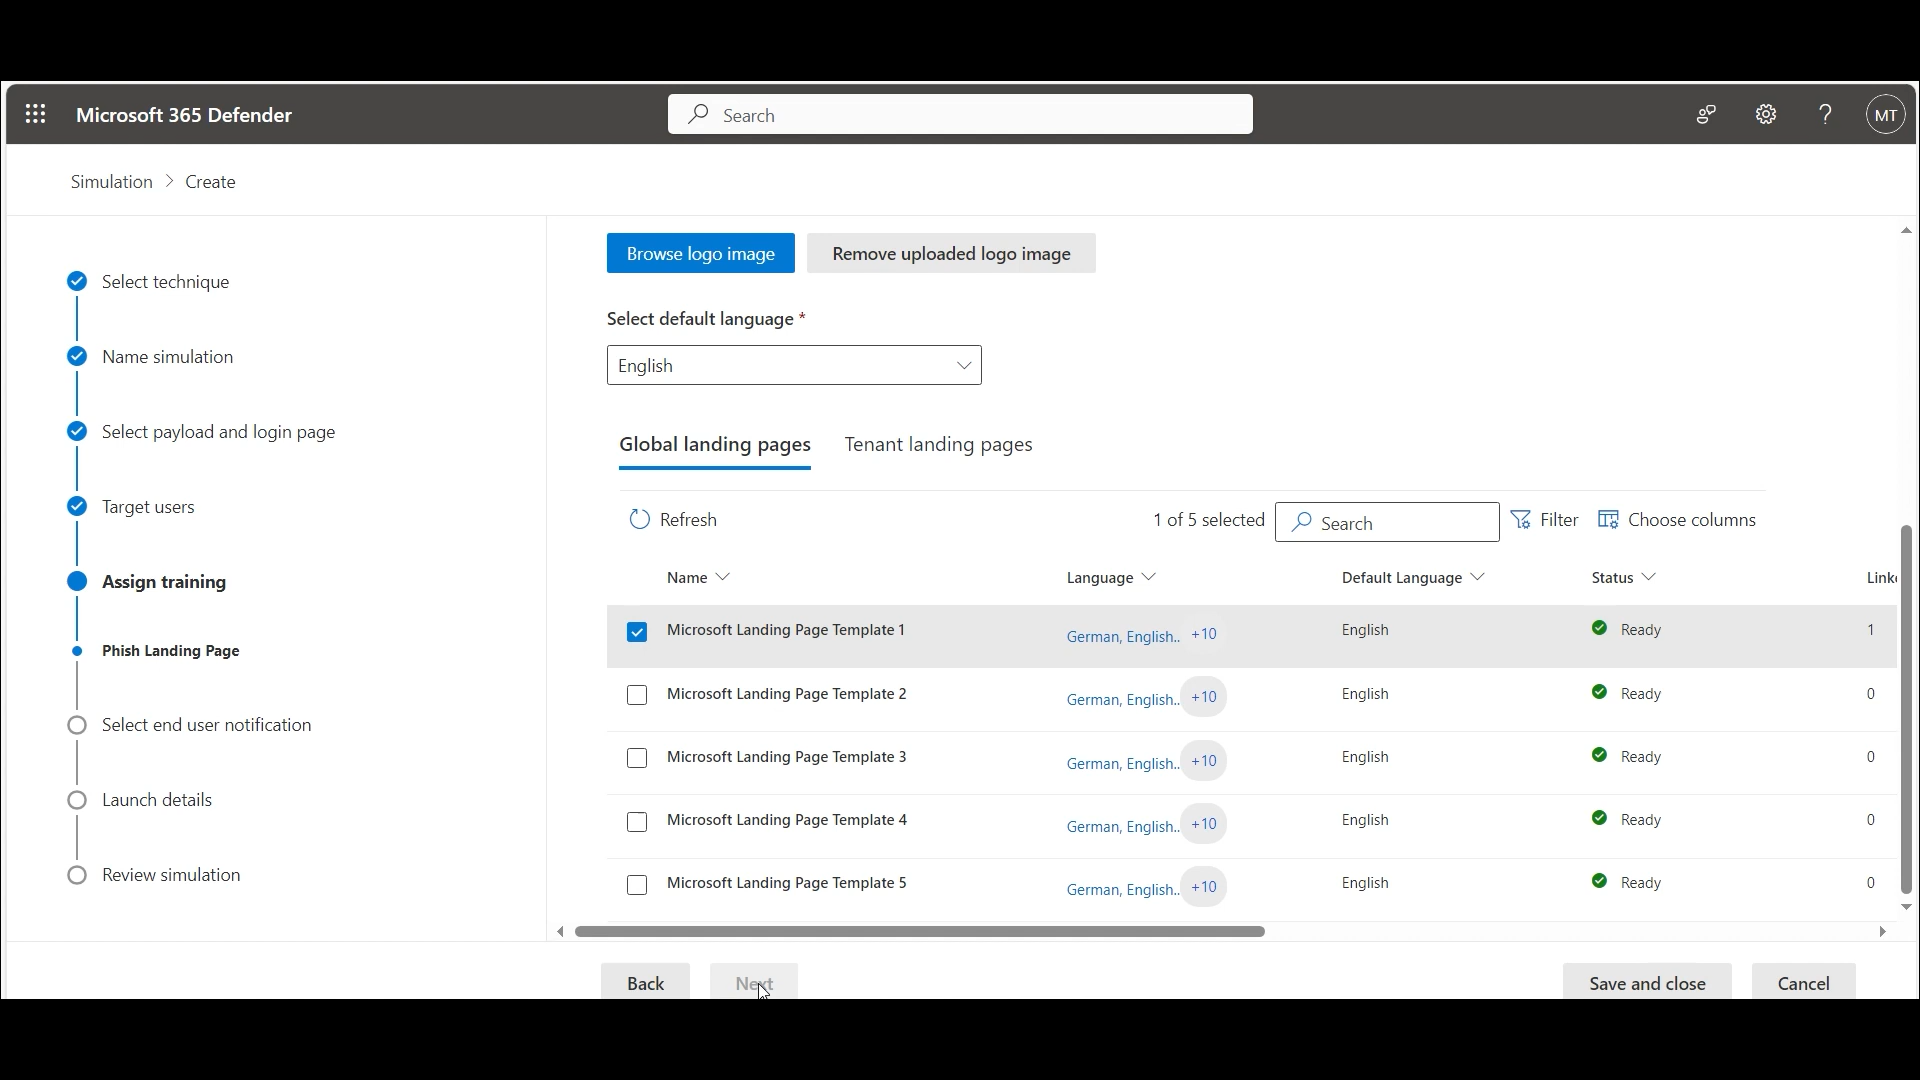 Microsoft 365 Defender
Search
MT
Simulation > Create
Browse logo image
Remove uploaded logo image
Select technique
Select default language *
Name simulation
English
Select payload and login page
Global landing pages
Tenant landing pages
Target users
Refresh
1 of 5 selected
Search
Filter
Choose columns
Name
Language
Default Language
Status
Linke
Assign training
Microsoft Landing Page Template 1
German, English.. +10
English
Ready
1
Phish Landing Page
Microsoft Landing Page Template 2
German, English.. +10
English
Ready
0
Select end user notification
Microsoft Landing Page Template 3
German, English.. +10
English
Ready
0
Launch details
Microsoft Landing Page Template 4
German, English.. +10
English
Ready
0
Review simulation
Microsoft Landing Page Template 5
German, English.. +10
English
Ready
0
Back
Next
Save and close
Cancel